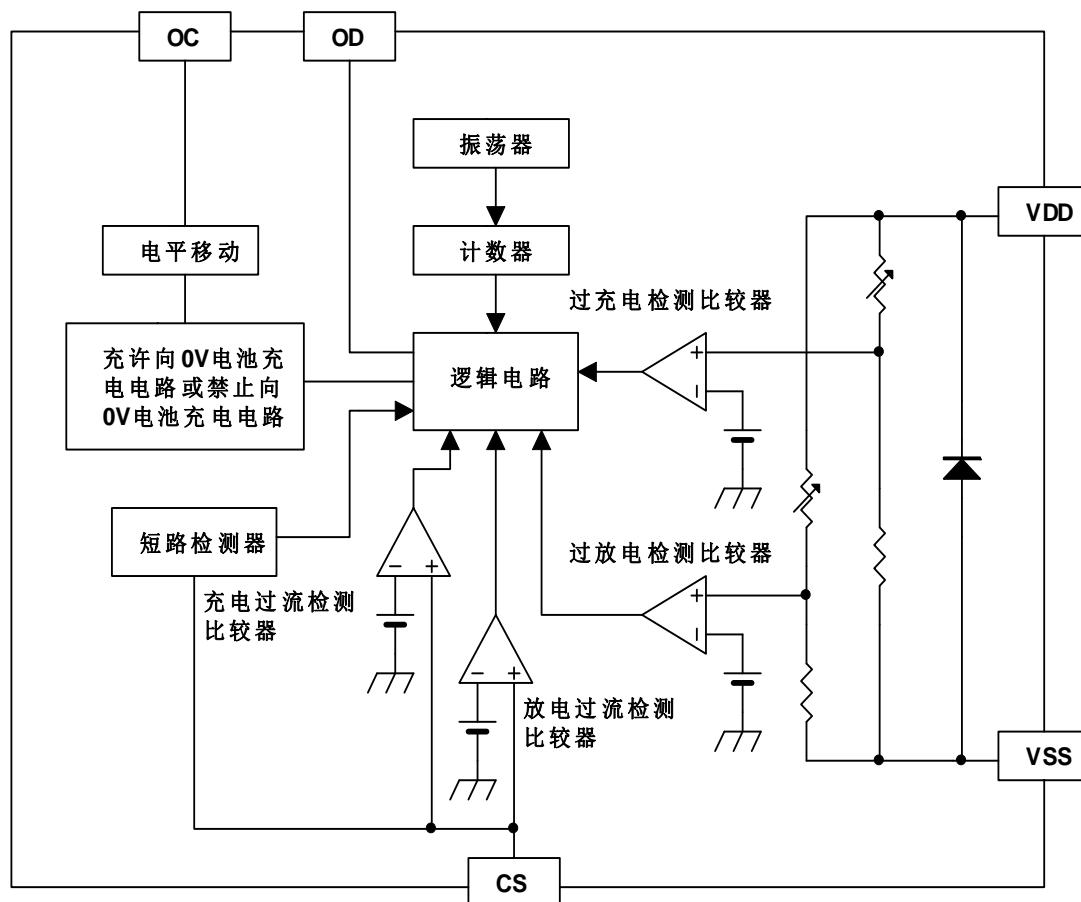 OC
OD
振荡器
VDD
电平移动
计数器
过充电检测比较器
充许向0V电池充
电电路或禁止向
0V电池充电电路
逻辑电路
+
−
短路检测器
过放电检测比较器
− +
+
−
充电过流检测
比较器
− +
放电过流检测
比较器
VSS
CS